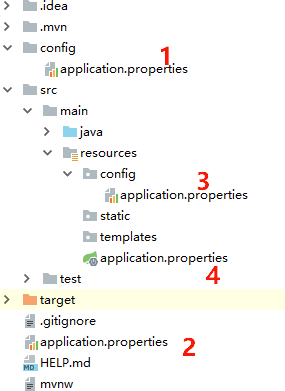 .idea
.mvn
config
1
application.properties
src
main
java
resources
config
3
application.properties
static
templates
application.properties
4
test
target
.gitignore
application.properties
2
MD HELP.md
mvnw